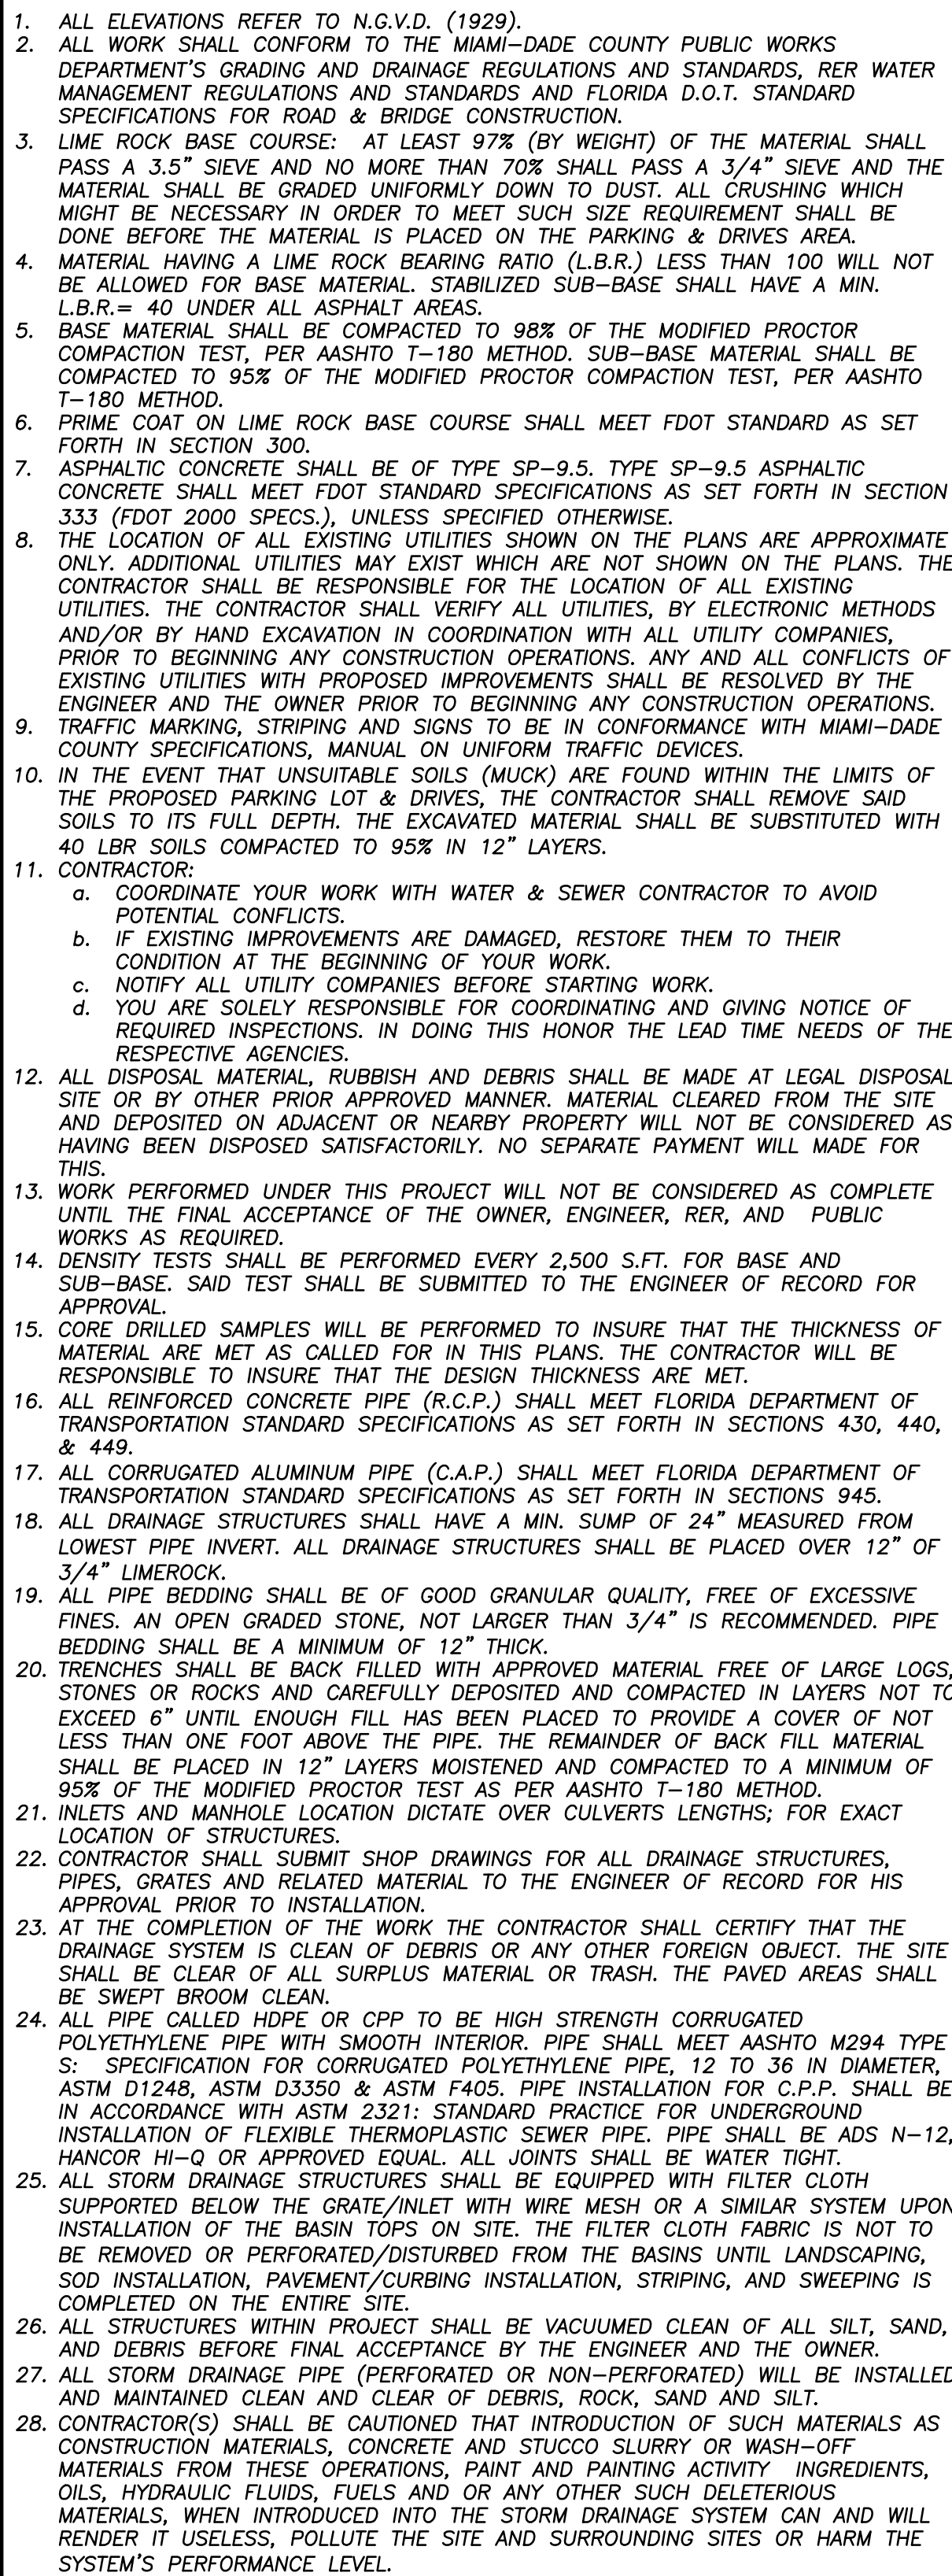 1. ALL ELEVATIONS REFER TO N.G.V.D. (1929).
2. ALL WORK SHALL CONFORM TO THE MIAMI-DADE COUNTY PUBLIC WORKS
DEPARTMENT'S GRADING AND DRAINAGE REGULATIONS AND STANDARDS, RER WATER
MANAGEMENT REGULATIONS AND STANDARDS AND FLORIDA D.O.T. STANDARD
SPECIFICATIONS FOR ROAD & BRIDGE CONSTRUCTION.
3. LIME ROCK BASE COURSE: AT LEAST 97% (BY WEIGHT) OF THE MATERIAL SHALL
PASS A 3.5" SIEVE AND NO MORE THAN 70% SHALL PASS A 3/4" SIEVE AND THE
MATERIAL SHALL BE GRADED UNIFORMLY DOWN TO DUST. ALL CRUSHING WHICH
MIGHT BE NECESSARY IN ORDER TO MEET SUCH SIZE REQUIREMENT SHALL BE
DONE BEFORE THE MATERIAL IS PLACED ON THE PARKING & DRIVES AREA.
4. MATERIAL HAVING A LIME ROCK BEARING RATIO (L.B.R.) LESS THAN 100 WILL NOT
BE ALLOWED FOR BASE MATERIAL. STABILIZED SUB-BASE SHALL HAVE A MIN.
L.B.R.= 40 UNDER ALL ASPHALT AREAS.
5. BASE MATERIAL SHALL BE COMPACTED TO 98% OF THE MODIFIED PROCTOR
COMPACTION TEST, PER AASHTO T-180 METHOD. SUB-BASE MATERIAL SHALL BE
COMPACTED TO 95% OF THE MODIFIED PROCTOR COMPACTION TEST, PER AASHTO
T-180 METHOD.
6. PRIME COAT ON LIME ROCK BASE COURSE SHALL MEET FDOT STANDARD AS SET
FORTH IN SECTION 300.
7. ASPHALTIC CONCRETE SHALL BE OF TYPE SP-9.5. TYPE SP-9.5 ASPHALTIC
CONCRETE SHALL MEET FDOT STANDARD SPECIFICATIONS AS SET FORTH IN SECTION
333 (FDOT 2000 SPECS.), UNLESS SPECIFIED OTHERWISE.
8. THE LOCATION OF ALL EXISTING UTILITIES SHOWN ON THE PLANS ARE APPROXIMATE
ONLY. ADDITIONAL UTILITIES MAY EXIST WHICH ARE NOT SHOWN ON THE PLANS. THE
CONTRACTOR SHALL BE RESPONSIBLE FOR THE LOCATION OF ALL EXISTING
UTILITIES. THE CONTRACTOR SHALL VERIFY ALL UTILITIES, BY ELECTRONIC METHODS
AND/OR BY HAND EXCAVATION IN COORDINATION WITH ALL UTILITY COMPANIES,
PRIOR TO BEGINNING ANY CONSTRUCTION OPERATIONS. ANY AND ALL CONFLICTS OF
EXISTING UTILITIES WITH PROPOSED IMPROVEMENTS SHALL BE RESOLVED BY THE
ENGINEER AND THE OWNER PRIOR TO BEGINNING ANY CONSTRUCTION OPERATIONS.
9. TRAFFIC MARKING, STRIPING AND SIGNS TO BE IN CONFORMANCE WITH MIAMI-DADE
COUNTY SPECIFICATIONS, MANUAL ON UNIFORM TRAFFIC DEVICES.
10. IN THE EVENT THAT UNSUITABLE SOILS (MUCK) ARE FOUND WITHIN THE LIMITS OF
THE PROPOSED PARKING LOT & DRIVES, THE CONTRACTOR SHALL REMOVE SAID
SOILS TO ITS FULL DEPTH. THE EXCAVATED MATERIAL SHALL BE SUBSTITUTED WITH
40 LBR SOILS COMPACTED TO 95% IN 12" LAYERS.
11. CONTRACTOR:
a. COORDINATE YOUR WORK WITH WATER & SEWER CONTRACTOR TO AVOID
POTENTIAL CONFLICTS.
b. IF EXISTING IMPROVEMENTS ARE DAMAGED, RESTORE THEM TO THEIR
CONDITION AT THE BEGINNING OF YOUR WORK.
c. NOTIFY ALL UTILITY COMPANIES BEFORE STARTING WORK.
d. YOU ARE SOLELY RESPONSIBLE FOR COORDINATING AND GIVING NOTICE OF
REQUIRED INSPECTIONS. IN DOING THIS HONOR THE LEAD TIME NEEDS OF THE
RESPECTIVE AGENCIES.
12. ALL DISPOSAL MATERIAL, RUBBISH AND DEBRIS SHALL BE MADE AT LEGAL DISPOSAL
SITE OR BY OTHER PRIOR APPROVED MANNER. MATERIAL CLEARED FROM THE SITE
AND DEPOSITED ON ADJACENT OR NEARBY PROPERTY WILL NOT BE CONSIDERED AS
HAVING BEEN DISPOSED SATISFACTORILY. NO SEPARATE PAYMENT WILL MADE FOR
THIS.
13. WORK PERFORMED UNDER THIS PROJECT WILL NOT BE CONSIDERED AS COMPLETE
UNTIL THE FINAL ACCEPTANCE OF THE OWNER, ENGINEER, RER, AND PUBLIC
WORKS AS REQUIRED.
14. DENSITY TESTS SHALL BE PERFORMED EVERY 2,500 S.FT. FOR BASE AND
SUB-BASE. SAID TEST SHALL BE SUBMITTED TO THE ENGINEER OF RECORD FOR
APPROVAL.
15. CORE DRILLED SAMPLES WILL BE PERFORMED TO INSURE THAT THE THICKNESS OF
MATERIAL ARE MET AS CALLED FOR IN THIS PLANS. THE CONTRACTOR WILL BE
RESPONSIBLE TO INSURE THAT THE DESIGN THICKNESS ARE MET.
16. ALL REINFORCED CONCRETE PIPE (R.C.P.) SHALL MEET FLORIDA DEPARTMENT OF
TRANSPORTATION STANDARD SPECIFICATIONS AS SET FORTH IN SECTIONS 430, 440,
& 449.
17. ALL CORRUGATED ALUMINUM PIPE (C.A.P.) SHALL MEET FLORIDA DEPARTMENT OF
TRANSPORTATION STANDARD SPECIFICATIONS AS SET FORTH IN SECTIONS 945.
18. ALL DRAINAGE STRUCTURES SHALL HAVE A MIN. SUMP OF 24" MEASURED FROM
LOWEST PIPE INVERT. ALL DRAINAGE STRUCTURES SHALL BE PLACED OVER 12" OF
3/4" LIMEROCK.
19. ALL PIPE BEDDING SHALL BE OF GOOD GRANULAR QUALITY, FREE OF EXCESSIVE
FINES. AN OPEN GRADED STONE, NOT LARGER THAN 3/4" IS RECOMMENDED. PIPE
BEDDING SHALL BE A MINIMUM OF 12" THICK.
20. TRENCHES SHALL BE BACK FILLED WITH APPROVED MATERIAL FREE OF LARGE LOGS,
STONES OR ROCKS AND CAREFULLY DEPOSITED AND COMPACTED IN LAYERS NOT TO
EXCEED 6" UNTIL ENOUGH FILL HAS BEEN PLACED TO PROVIDE A COVER OF NOT
LESS THAN ONE FOOT ABOVE THE PIPE. THE REMAINDER OF BACK FILL MATERIAL
SHALL BE PLACED IN 12" LAYERS MOISTENED AND COMPACTED TO A MINIMUM OF
95% OF THE MODIFIED PROCTOR TEST AS PER AASHTO T-180 METHOD.
21. INLETS AND MANHOLE LOCATION DICTATE OVER CULVERTS LENGTHS; FOR EXACT
LOCATION OF STRUCTURES.
22. CONTRACTOR SHALL SUBMIT SHOP DRAWINGS FOR ALL DRAINAGE STRUCTURES,
PIPES, GRATES AND RELATED MATERIAL TO THE ENGINEER OF RECORD FOR HIS
APPROVAL PRIOR TO INSTALLATION.
23. AT THE COMPLETION OF THE WORK THE CONTRACTOR SHALL CERTIFY THAT THE
DRAINAGE SYSTEM IS CLEAN OF DEBRIS OR ANY OTHER FOREIGN OBJECT. THE SITE
SHALL BE CLEAR OF ALL SURPLUS MATERIAL OR TRASH. THE PAVED AREAS SHALL
BE SWEPT BROOM CLEAN.
24. ALL PIPE CALLED HDPE OR CPP TO BE HIGH STRENGTH CORRUGATED
POLYETHYLENE PIPE WITH SMOOTH INTERIOR. PIPE SHALL MEET AASHTO M294 TYPE
S: SPECIFICATION FOR CORRUGATED POLYETHYLENE PIPE, 12 TO 36 IN DIAMETER,
ASTM D1248, ASTM D3350 & ASTM F405. PIPE INSTALLATION FOR C.P.P. SHALL BE
IN ACCORDANCE WITH ASTM 2321: STANDARD PRACTICE FOR UNDERGROUND
INSTALLATION OF FLEXIBLE THERMOPLASTIC SEWER PIPE. PIPE SHALL BE ADS N-12,
HANCOR HI-Q OR APPROVED EQUAL. ALL JOINTS SHALL BE WATER TIGHT.
25. ALL STORM DRAINAGE STRUCTURES SHALL BE EQUIPPED WITH FILTER CLOTH
SUPPORTED BELOW THE GRATE/INLET WITH WIRE MESH OR A SIMILAR SYSTEM UPON
INSTALLATION OF THE BASIN TOPS ON SITE. THE FILTER CLOTH FABRIC IS NOT TO
BE REMOVED OR PERFORATED/DISTURBED FROM THE BASINS UNTIL LANDSCAPING,
SOD INSTALLATION, PAVEMENT/CURBING INSTALLATION, STRIPING, AND SWEEPING IS
COMPLETED ON THE ENTIRE SITE.
26. ALL STRUCTURES WITHIN PROJECT SHALL BE VACUUMED CLEAN OF ALL SILT, SAND,
AND DEBRIS BEFORE FINAL ACCEPTANCE BY THE ENGINEER AND THE OWNER.
27. ALL STORM DRAINAGE PIPE (PERFORATED OR NON-PERFORATED) WILL BE INSTALLED
AND MAINTAINED CLEAN AND CLEAR OF DEBRIS, ROCK, SAND AND SILT.
28. CONTRACTOR(S) SHALL BE CAUTIONED THAT INTRODUCTION OF SUCH MATERIALS AS
CONSTRUCTION MATERIALS, CONCRETE AND STUCCO SLURRY OR WASH-OFF
MATERIALS FROM THESE OPERATIONS, PAINT AND PAINTING ACTIVITY INGREDIENTS,
OILS, HYDRAULIC FLUIDS, FUELS AND OR ANY OTHER SUCH DELETERIOUS
MATERIALS, WHEN INTRODUCED INTO THE STORM DRAINAGE SYSTEM CAN AND WILL
RENDER IT USELESS, POLLUTE THE SITE AND SURROUNDING SITES OR HARM THE
SYSTEM'S PERFORMANCE LEVEL.